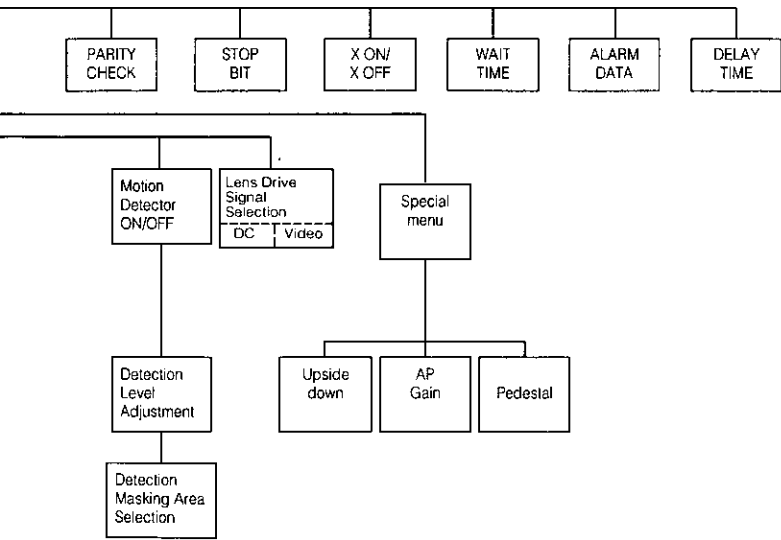 PARITY
CHECK
STOP
BIT
X ON/
X OFF
WAIT
TIME
ALARM
DATA
DELAY
TIME
Motion
Detector
ON/OFF
Lens Drive
Signal
Selection
DC Video
Special
menu
Detection
Level
Adjustment
Upside
down
AP
Gain
Pedestal
Detection
Masking Area
Selection